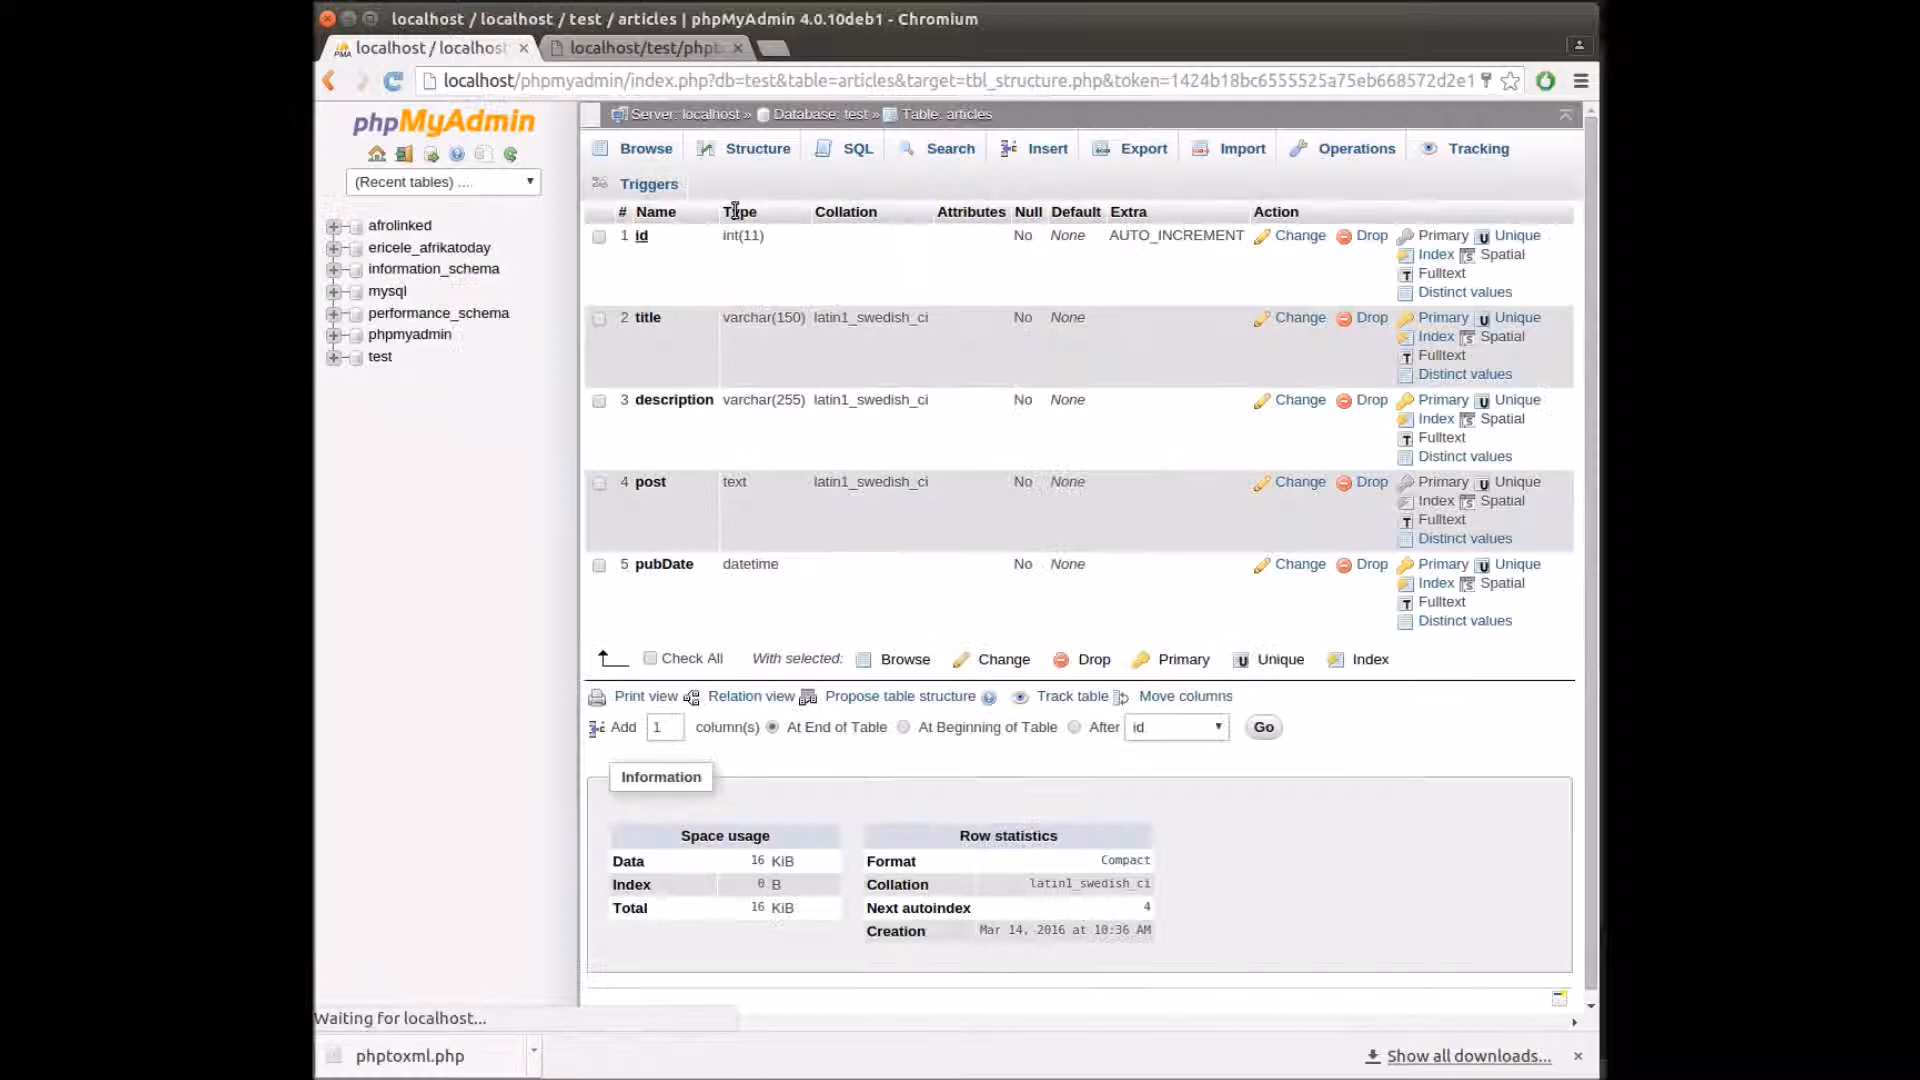 localhost / localhost / test / articles | phpMyAdmin 4.0.10deb1 - Chromium
localhost / localhost
localhost/test/phpto
localhost/phpmyadmin/index.php?db=test&table=articles&target=tbl_structure.php&token=1424b18bc6555525a75eb668572d2e1
phpMyAdmin
(Recent tables) ....
afrolinked
ericele_afrikatoday
information_schema
mysql
performance_schema
phpmyadmin
test
Server: localhost » Database: test » Table: articles
Browse Structure SQL Search Insert Export Import Operations Tracking
Triggers
# Name Type Collation Attributes Null Default Extra Action
1 id int(11) No None AUTO_INCREMENT Change Drop Primary Unique
Index Spatial
Fulltext
Distinct values
2 title varchar(150) latin1_swedish_ci No None Change Drop Primary Unique
Index Spatial
Fulltext
Distinct values
3 description varchar(255) latin1_swedish_ci No None Change Drop Primary Unique
Index Spatial
Fulltext
Distinct values
4 post text latin1_swedish_ci No None Change Drop Primary Unique
Index Spatial
Fulltext
Distinct values
5 pubDate datetime No None Change Drop Primary Unique
Index Spatial
Fulltext
Distinct values
Check All With selected: Browse Change Drop Primary Unique Index
Print view Relation view Propose table structure Track table Move columns
Add 1 column(s) At End of Table At Beginning of Table After id Go
Information
Space usage
Data 16 KiB
Index 0 B
Total 16 KiB
Row statistics
Format Compact
Collation latin1_swedish_ci
Next autoindex 4
Creation Mar 14, 2016 at 10:36 AM
Waiting for localhost...
phptoxml.php
Show all downloads...